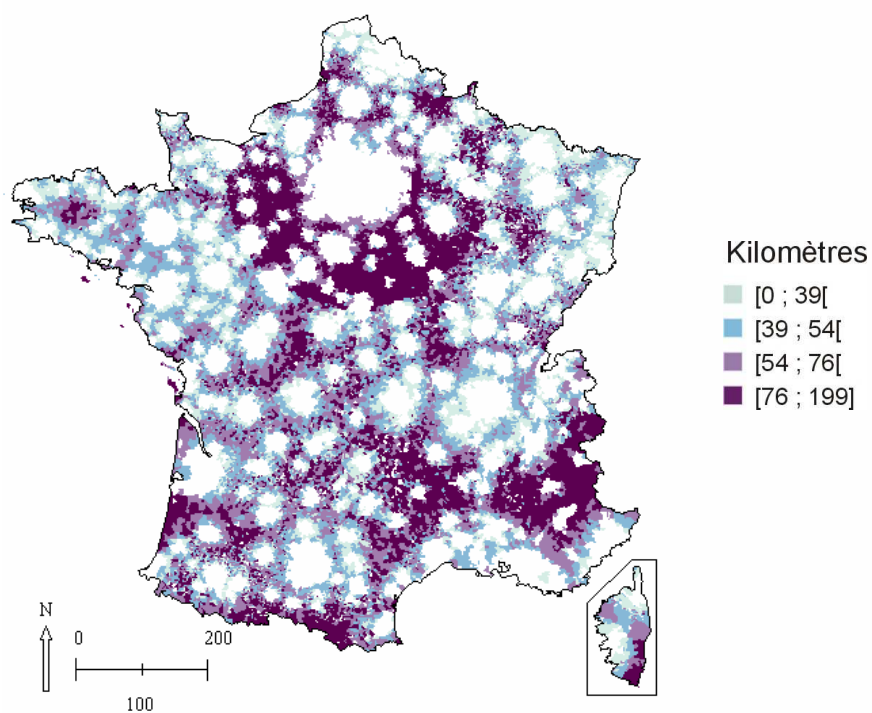 Kilomètres
[0 ; 39[
[39 ; 54[
[54 ; 76[
[76 ; 199]
N
0 200
100